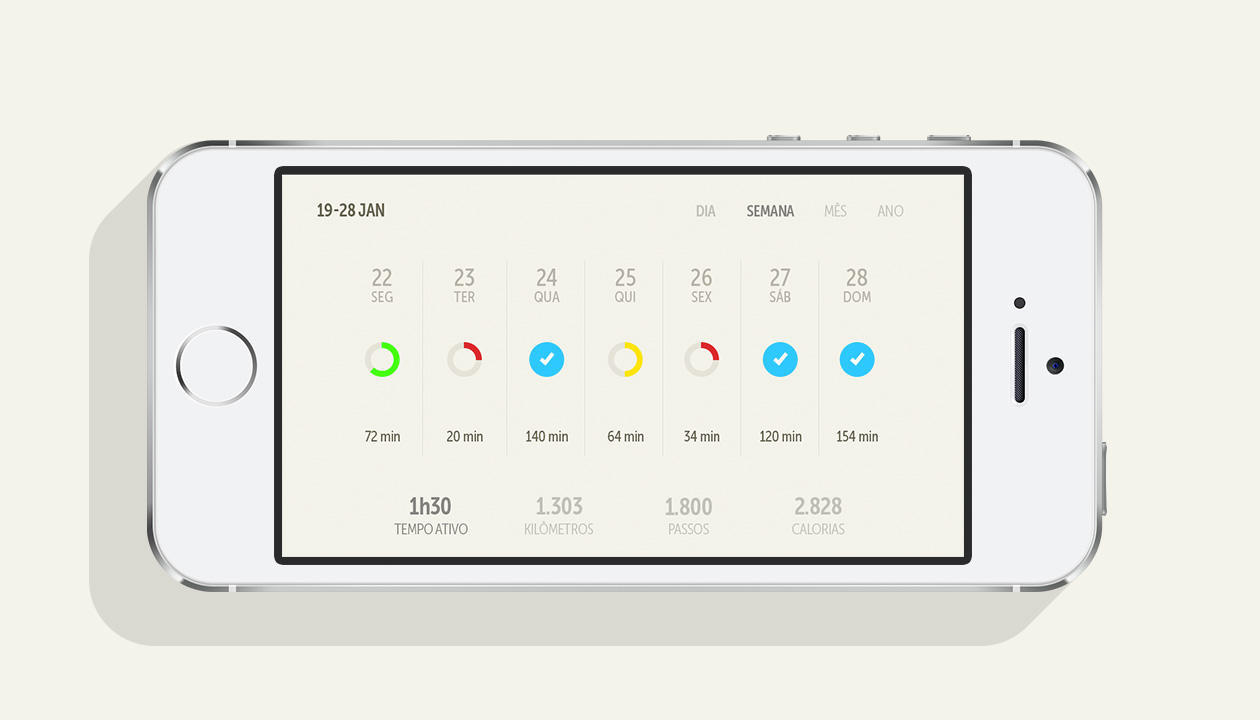 19-28 JAN
DIA SEMANA MÊS ANO
22 23 24 25 26 27 28
SEG TER QUA QUI SEX SÁB DOM
72 min 20 min 140 min 64 min 34 min 120 min 154 min
1h30 1.303 1.800 2.828
TEMPO ATIVO KILÔMETROS PASSOS CALORIAS